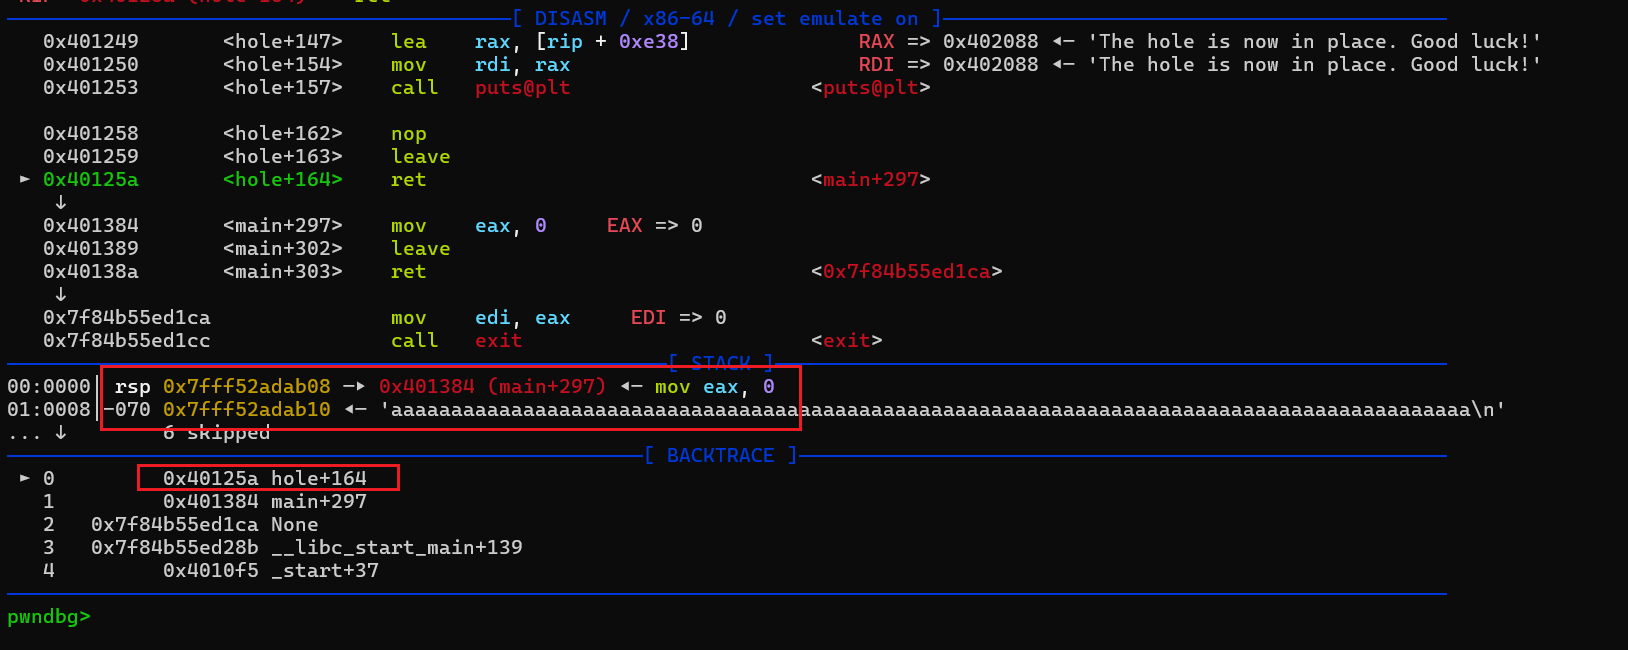 [ DISASM / x86-64 / set emulate on ]
0x401249 <hole+147> lea rax, [rip + 0xe38] RAX => 0x402088 ◂— 'The hole is now in place. Good luck!'
0x401250 <hole+154> mov rdi, rax RDI => 0x402088 ◂— 'The hole is now in place. Good luck!'
0x401253 <hole+157> call puts@plt <puts@plt>
0x401258 <hole+162> nop
0x401259 <hole+163> leave
► 0x40125a <hole+164> ret <main+297>
↓
0x401384 <main+297> mov eax, 0 EAX => 0
0x401389 <main+302> leave
0x40138a <main+303> ret <0x7f84b55ed1ca>
↓
0x7f84b55ed1ca mov edi, eax EDI => 0
0x7f84b55ed1cc call exit <exit>
[ STACK ]
00:0000│ rsp 0x7fff52adab08 —▸ 0x401384 (main+297) ◂— mov eax, 0
01:0008│-070 0x7fff52adab10 ◂— 'aaaaaaaaaaaaaaaaaaaaaaaaaaaaaaaaaaaaaaaaaaaaaaaaaaaaaaaaaaaaaaaaaaaaaaaaaaaaaaaaaaaaaaaaaa\n'
... ↓ 6 skipped
[ BACKTRACE ]
► 0 0x40125a hole+164
1 0x401384 main+297
2 0x7f84b55ed1ca None
3 0x7f84b55ed28b __libc_start_main+139
4 0x4010f5 _start+37
pwndbg>